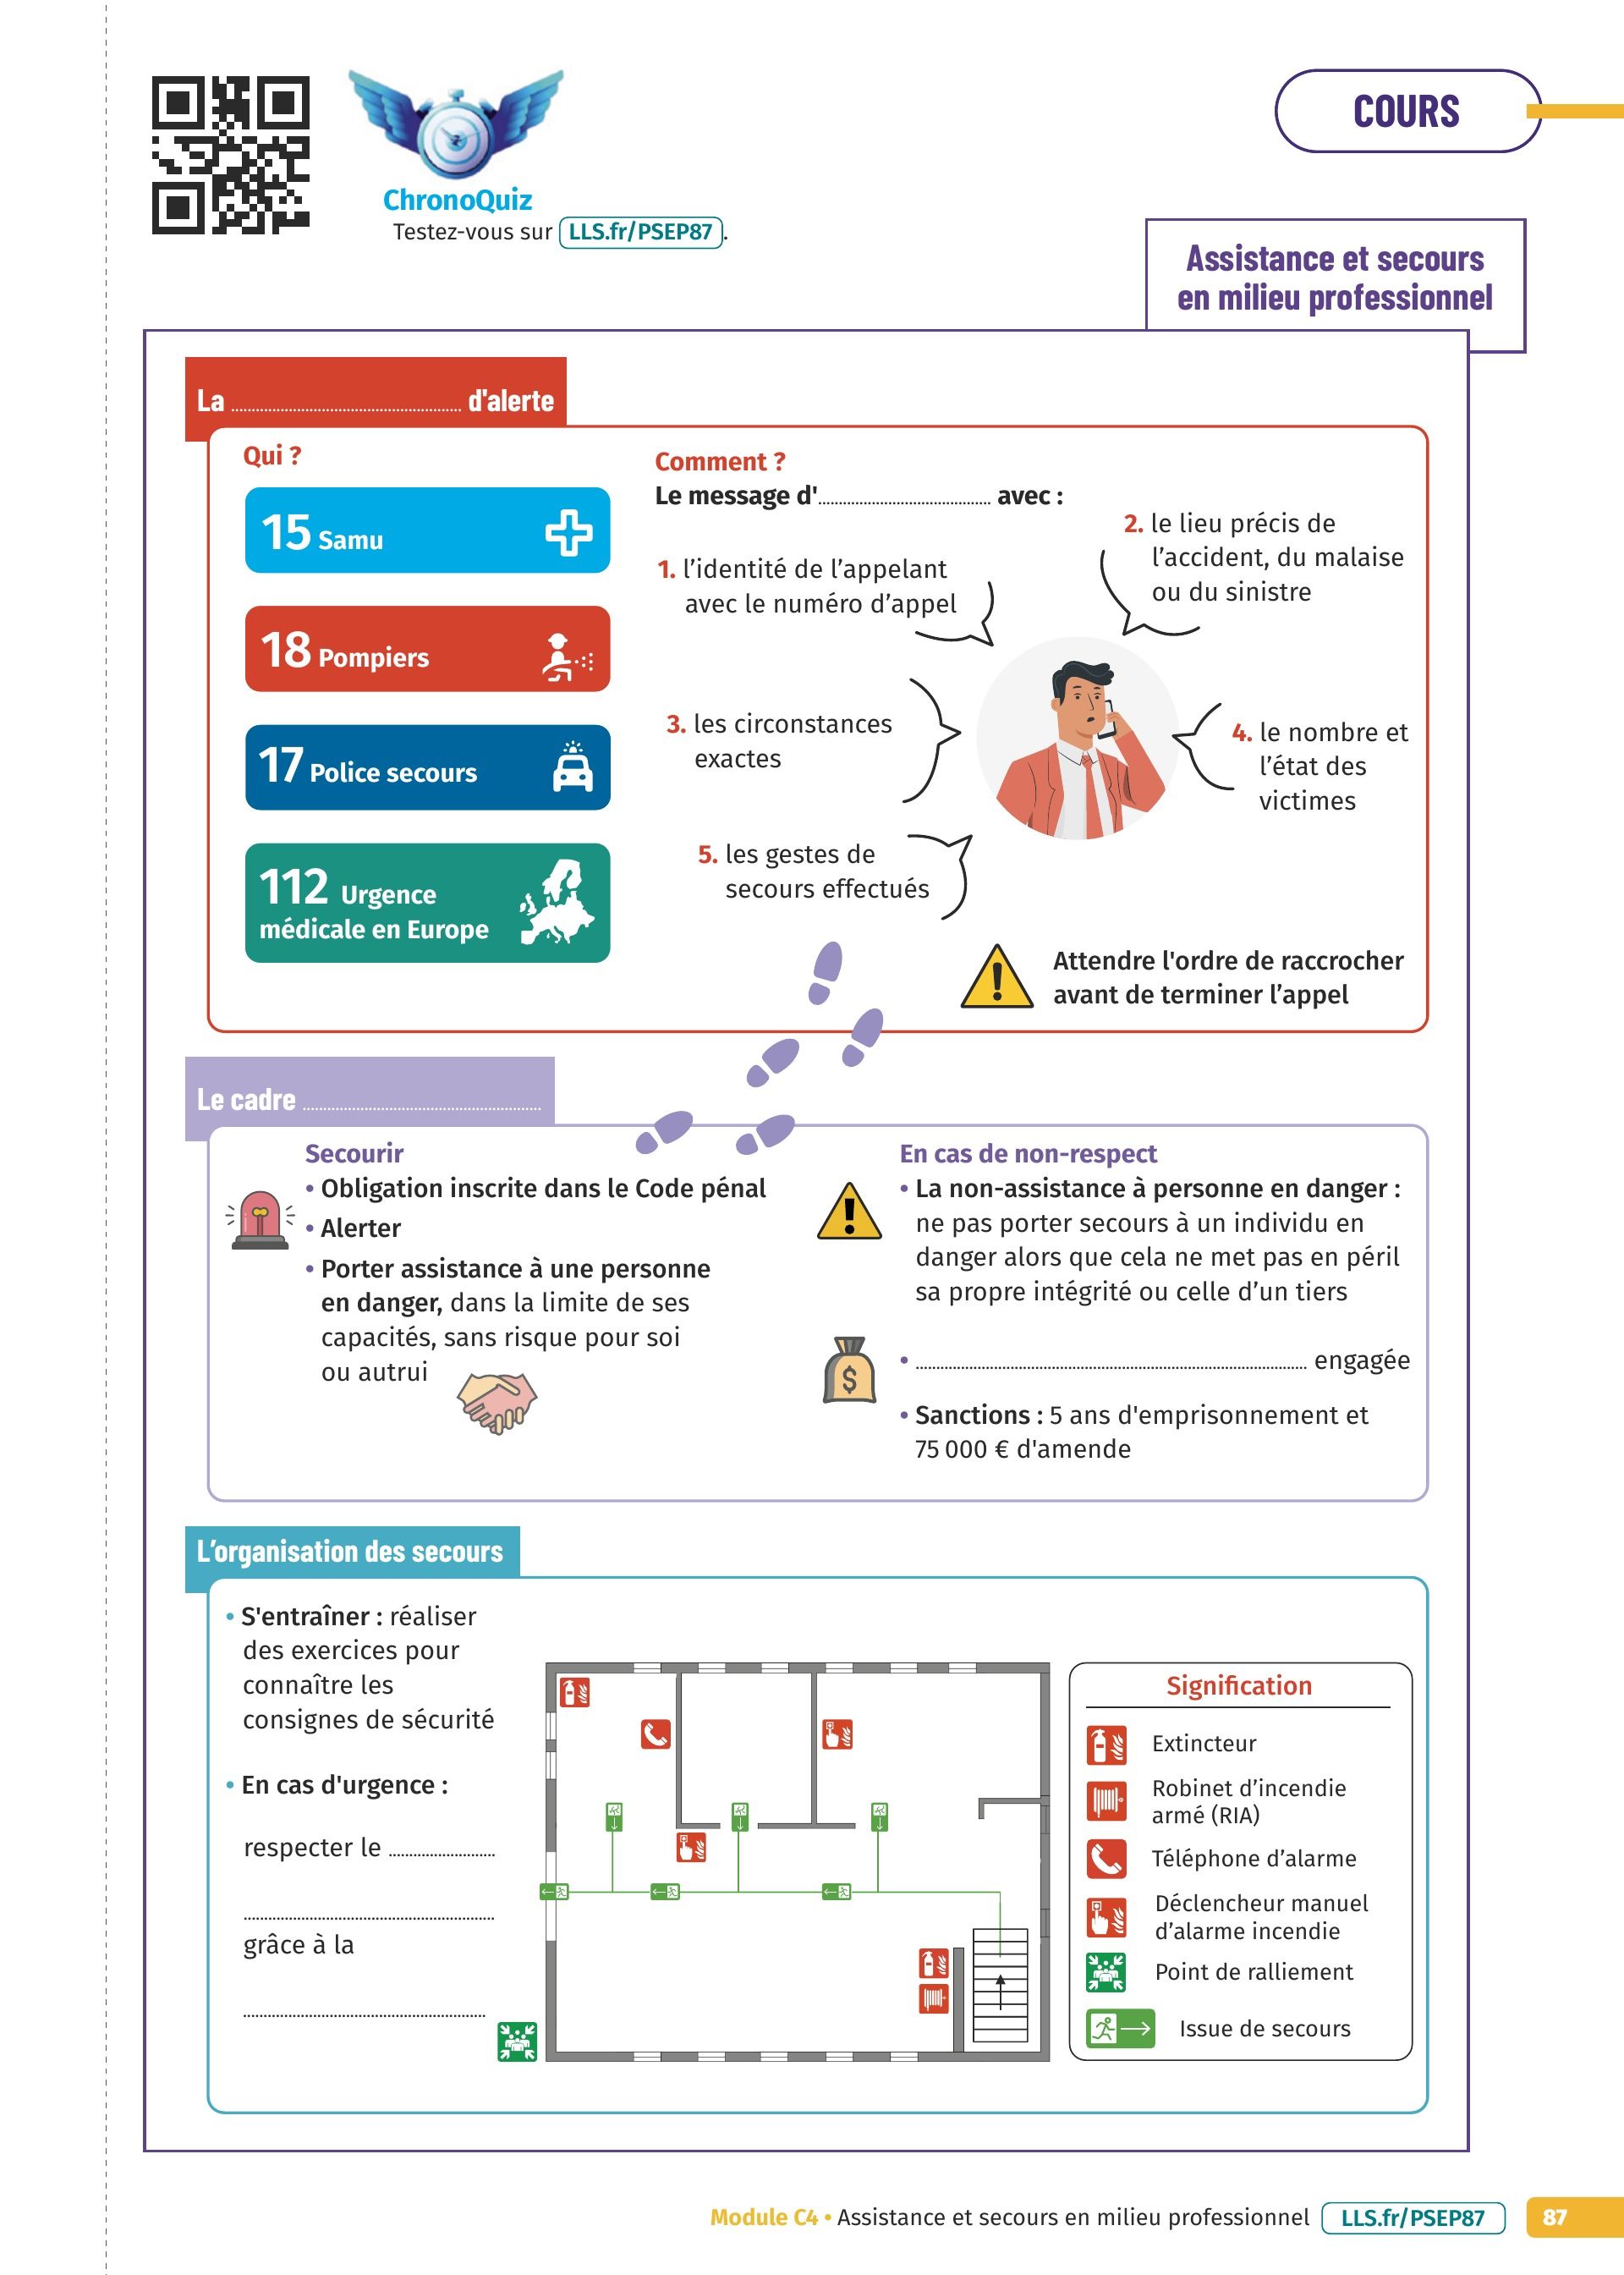 ChronoQuiz
Testez-vous sur LLS.fr/PSEP87.
COURS
Assistance et secours
en milieu professionnel
La ................................ d'alerte
Qui ?
15 Samu
18 Pompiers
17 Police secours
112 Urgence
médicale en Europe
Comment ?
Le message d'................................ avec :
1. l’identité de l’appelant
avec le numéro d’appel
2. le lieu précis de
l’accident, du malaise
ou du sinistre
3. les circonstances
exactes
4. le nombre et
l’état des
victimes
5. les gestes de
secours effectués
Attendre l'ordre de raccrocher
avant de terminer l’appel
Le cadre ................................
Secourir
• Obligation inscrite dans le Code pénal
• Alerter
• Porter assistance à une personne
en danger, dans la limite de ses
capacités, sans risque pour soi
ou autrui
En cas de non-respect
• La non-assistance à personne en danger :
ne pas porter secours à un individu en
danger alors que cela ne met pas en péril
sa propre intégrité ou celle d’un tiers
• ................................ engagée
• Sanctions : 5 ans d'emprisonnement et
75 000 € d'amende
L’organisation des secours
• S'entraîner : réaliser
des exercices pour
connaître les
consignes de sécurité
• En cas d'urgence :
respecter le ................
................................
grâce à la
................................
Signification
Extincteur
Robinet d’incendie
armé (RIA)
Téléphone d’alarme
Déclencheur manuel
d’alarme incendie
Point de ralliement
Issue de secours
Module C4 • Assistance et secours en milieu professionnel LLS.fr/PSEP87 87